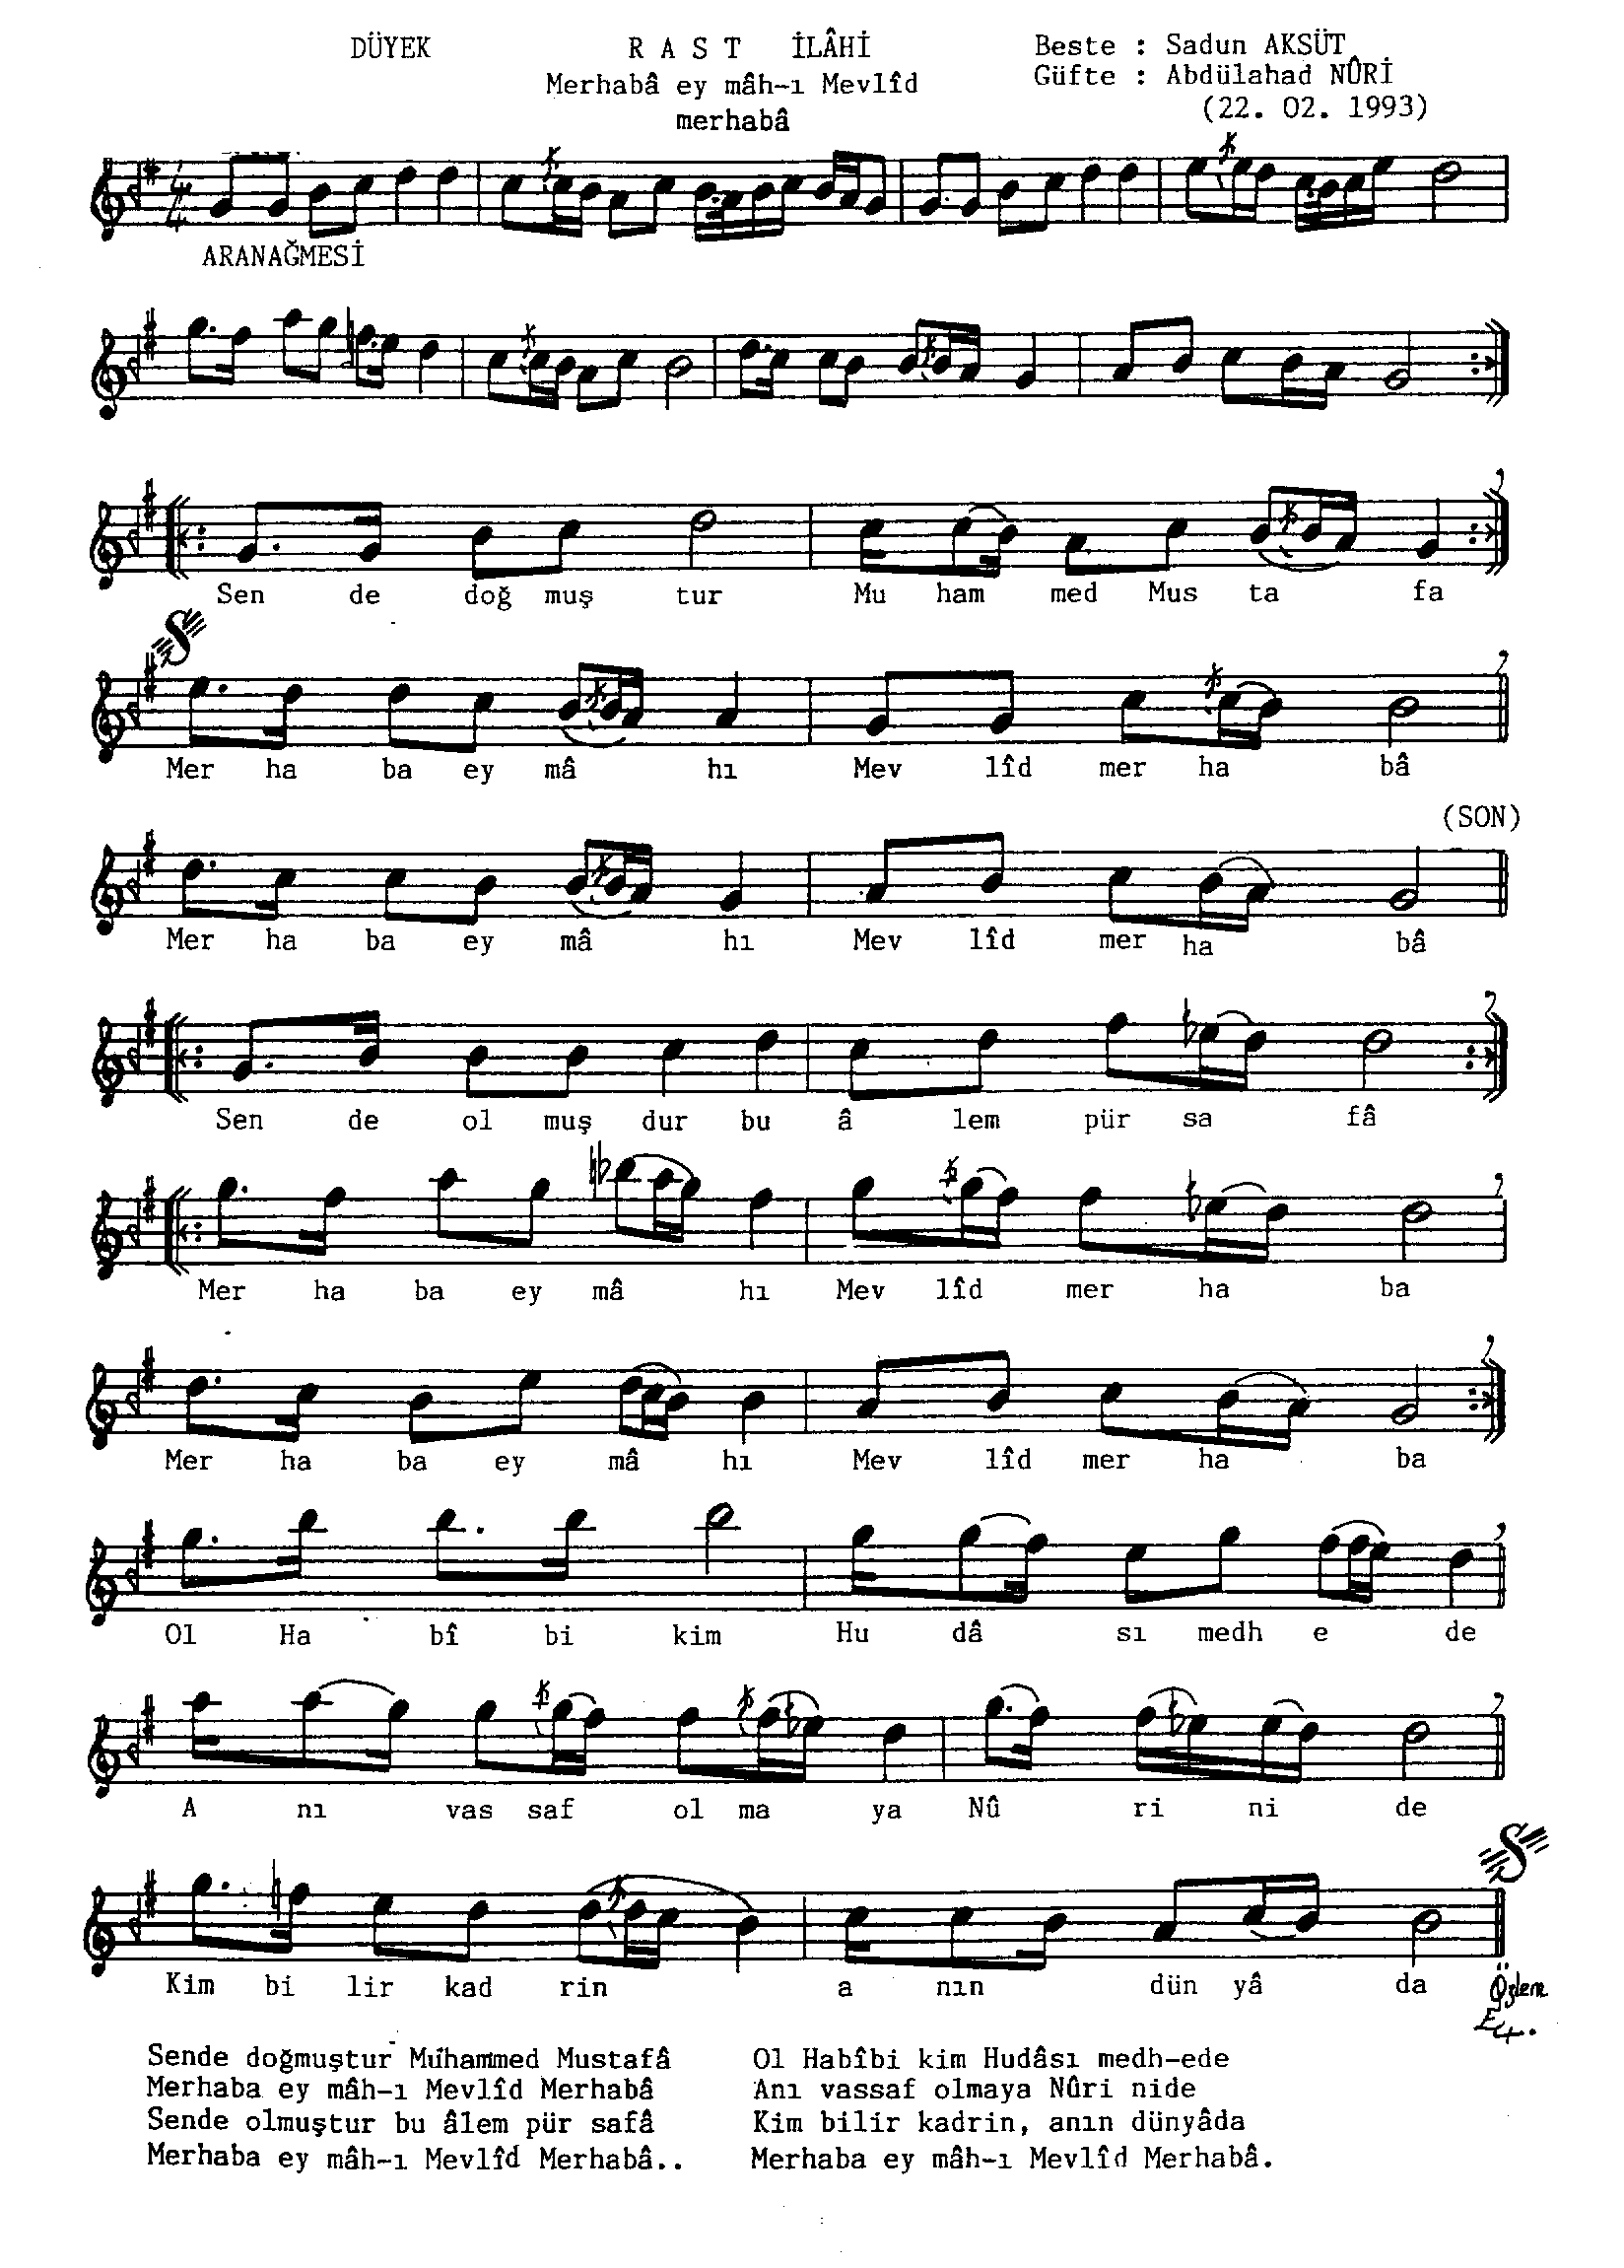 DÜYEK R A S T İLÂHİ Beste : Sadun AKSÜT
Merhabâ ey mâh-ı Mevlîd Güfte : Abdülahad NÛRİ
merhabâ (22. 02. 1993)
ARANAĞMESİ
Sen de doğ muş tur Mu ham med Mus ta fa
Mer ha ba ey mâ hı Mev lîd mer ha bâ
(SON)
Mer ha ba ey mâ hı Mev lîd mer ha bâ
Sen de ol muş dur bu â lem pür sa fâ
Mer ha ba ey mâ hı Mev lîd mer ha ba
Mer ha ba ey mâ hı Mev lîd mer ha ba
Ol Ha bî bi kim Hu dâ sı medh e de
A nı vas saf ol ma ya Nû ri ni de
Kim bi lir kad rin a nın dün yâ da
Özlem
Sende doğmuştur Muhammed Mustafâ
Merhaba ey mâh-ı Mevlîd Merhabâ
Sende olmuştur bu âlem pür safâ
Merhaba ey mâh-ı Mevlîd Merhabâ..
Ol Habîbi kim Hudâsı medh-ede
Anı vassaf olmaya Nûri nide
Kim bilir kadrin, anın dünyâda
Merhaba ey mâh-ı Mevlîd Merhabâ.